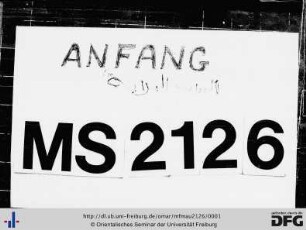 ANFANG
MS 2126
http://dl.ub.uni-freiburg.de/omar/mfmau2126/0001
© Orientalisches Seminar der Universität Freiburg
DFG